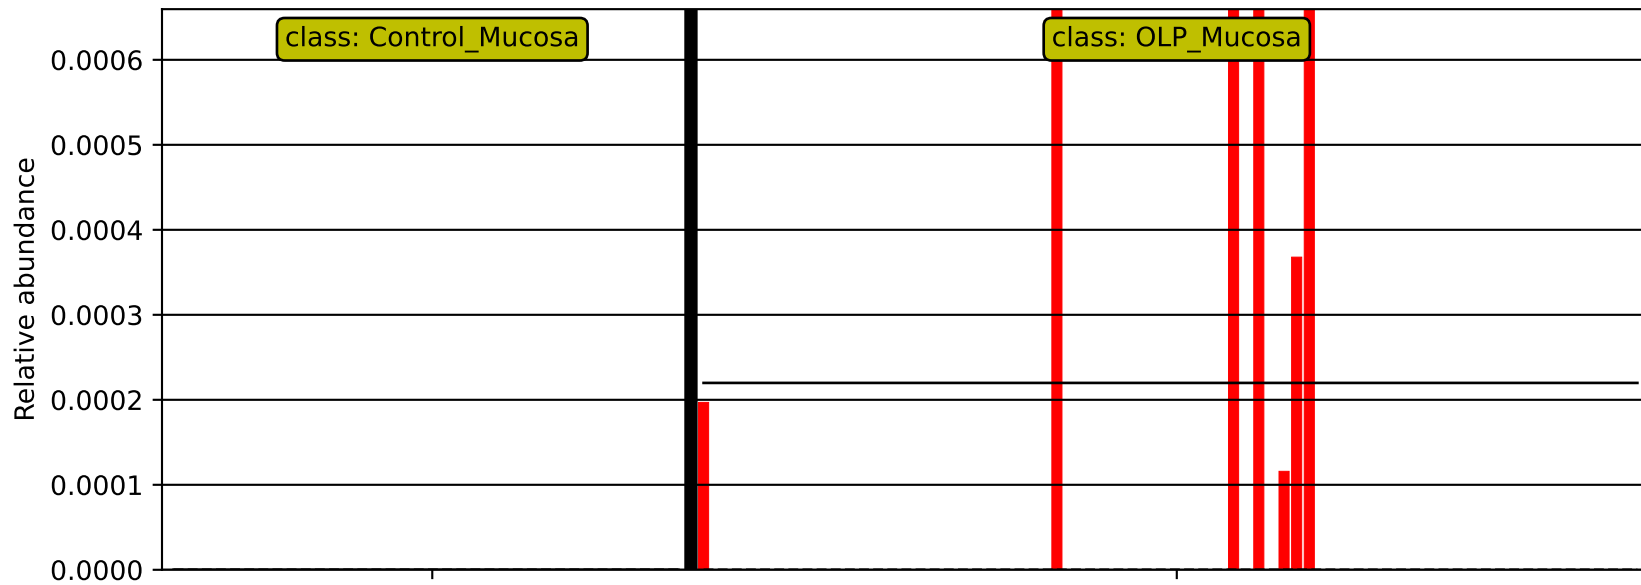 class: Control_Mucosa
class: OLP_Mucosa
Relative abundance
0.0006
0.0005
0.0004
0.0003
0.0002
0.0001
0.0000